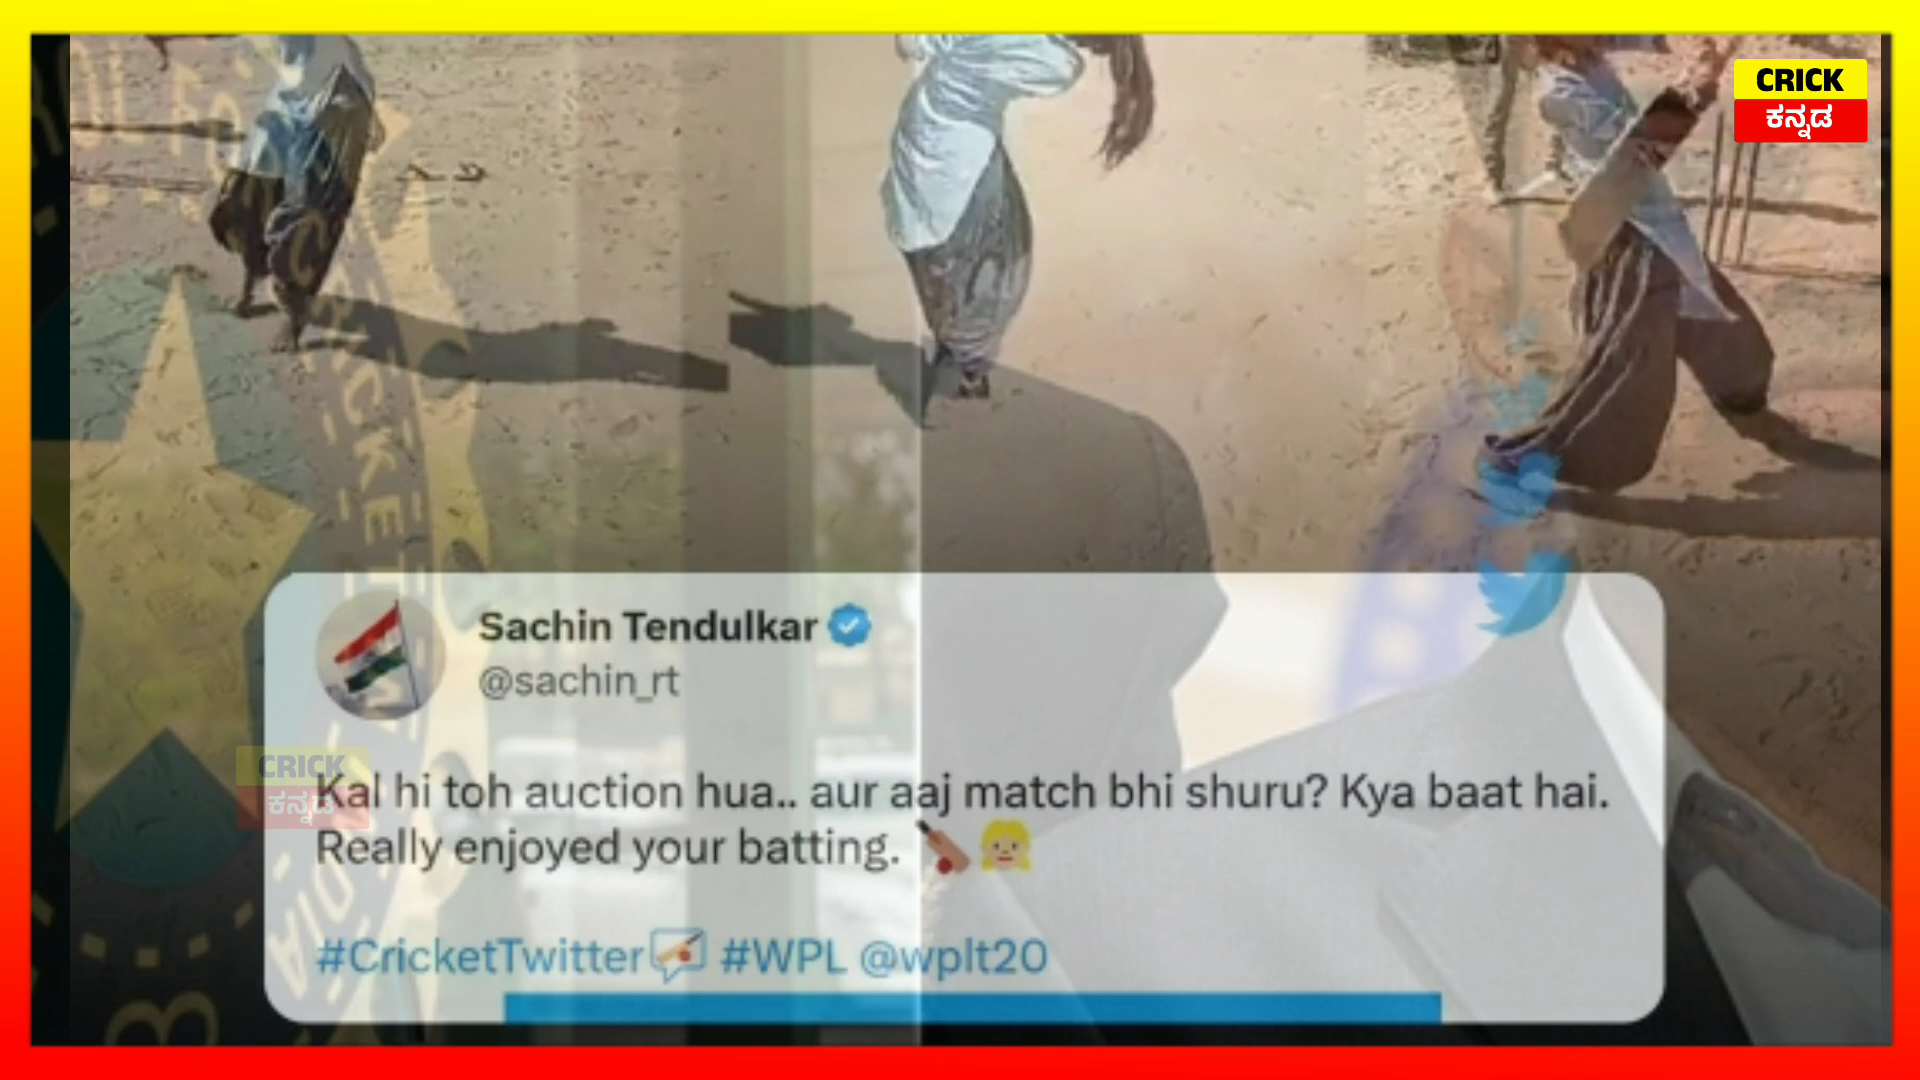 CRICK
ಕನ್ನಡ
Sachin Tendulkar
@sachin_rt
CRICK
ಕನ್ನಡ
Kal hi toh auction hua.. aur aaj match bhi shuru? Kya baat hai.
Really enjoyed your batting.
#CricketTwitter #WPL @wplt20
CRICKET